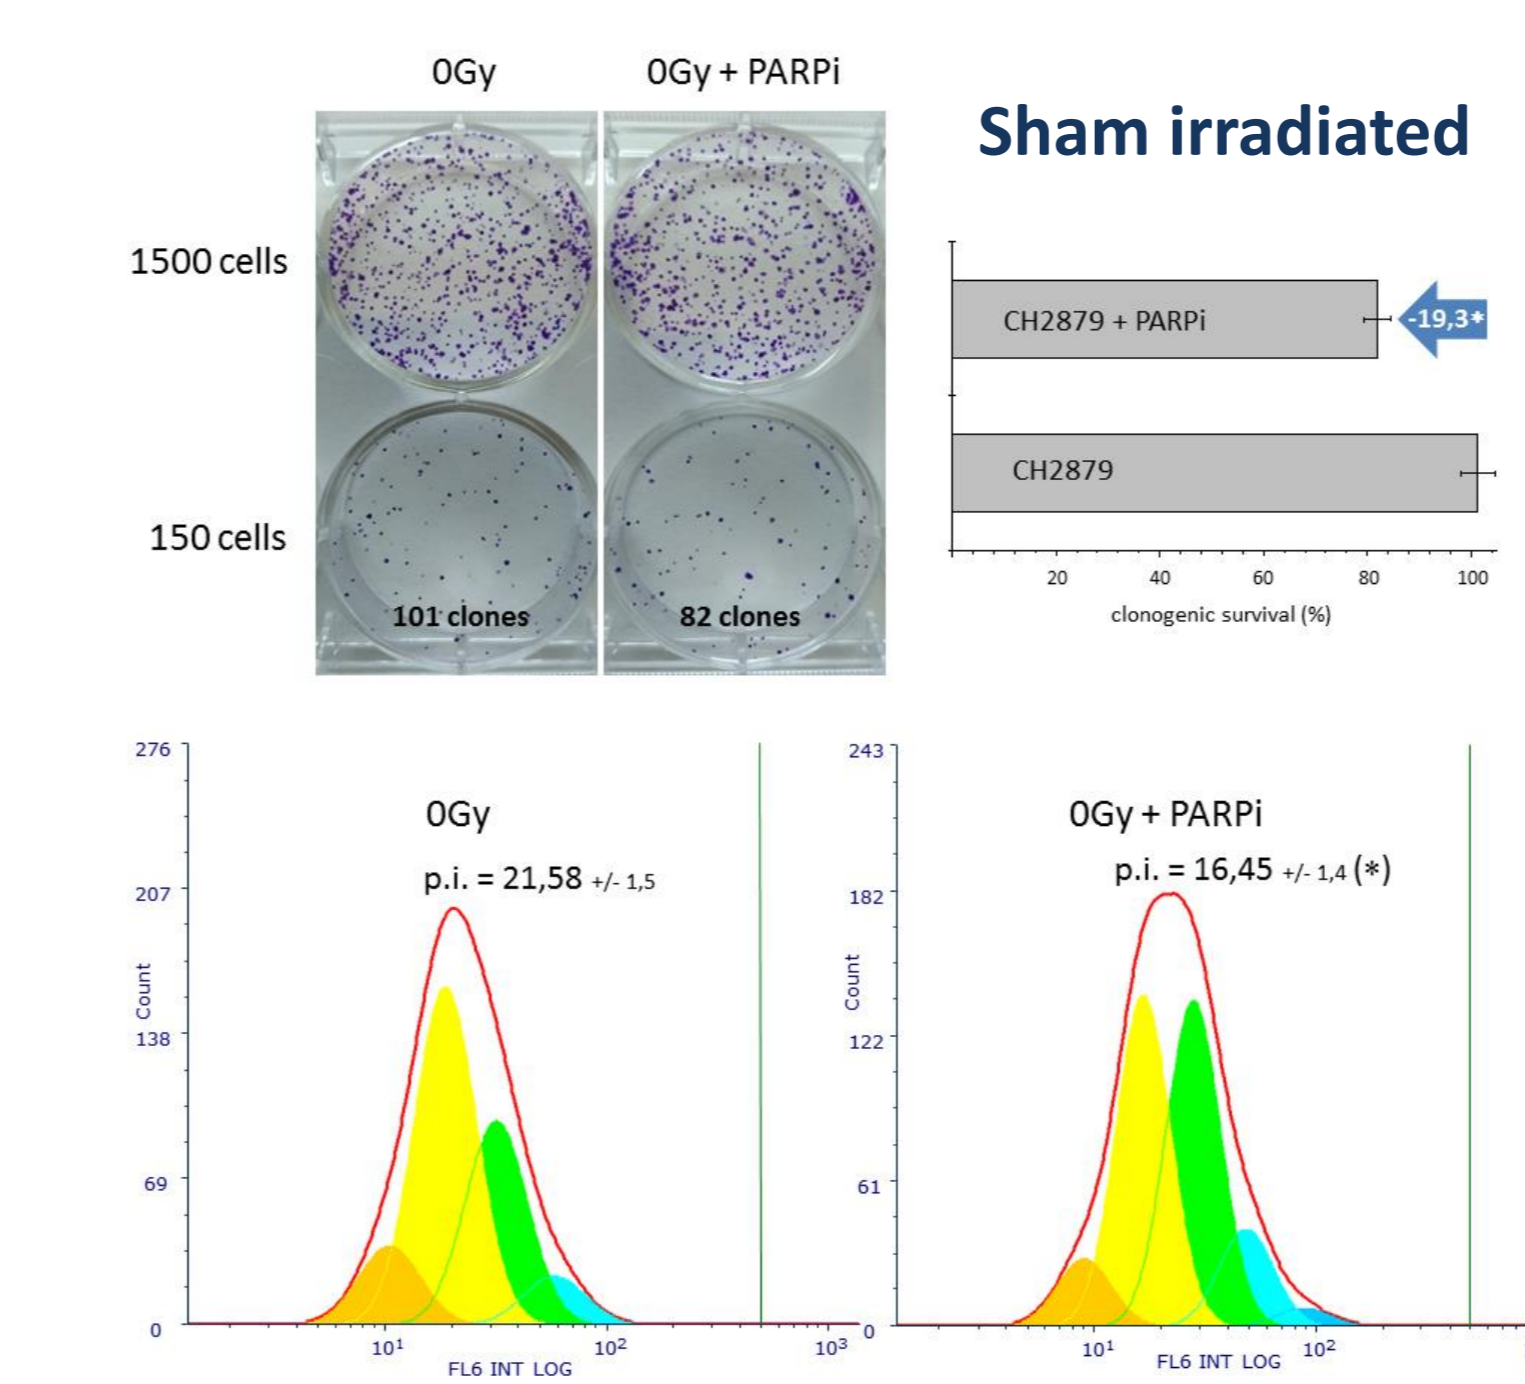 0Gy
0Gy + PARPi
Sham irradiated
1500 cells
150 cells
101 clones
82 clones
CH2879 + PARPi
-19,3*
CH2879
20 40 60 80 100
clonogenic survival (%)
276
207
138
69
0
Count
0Gy
p.i. = 21,58 +/- 1,5
10¹ 10² 10³
FL6 INT LOG
243
182
122
61
0
Count
0Gy + PARPi
p.i. = 16,45 +/- 1,4 (*)
10¹ 10²
FL6 INT LOG